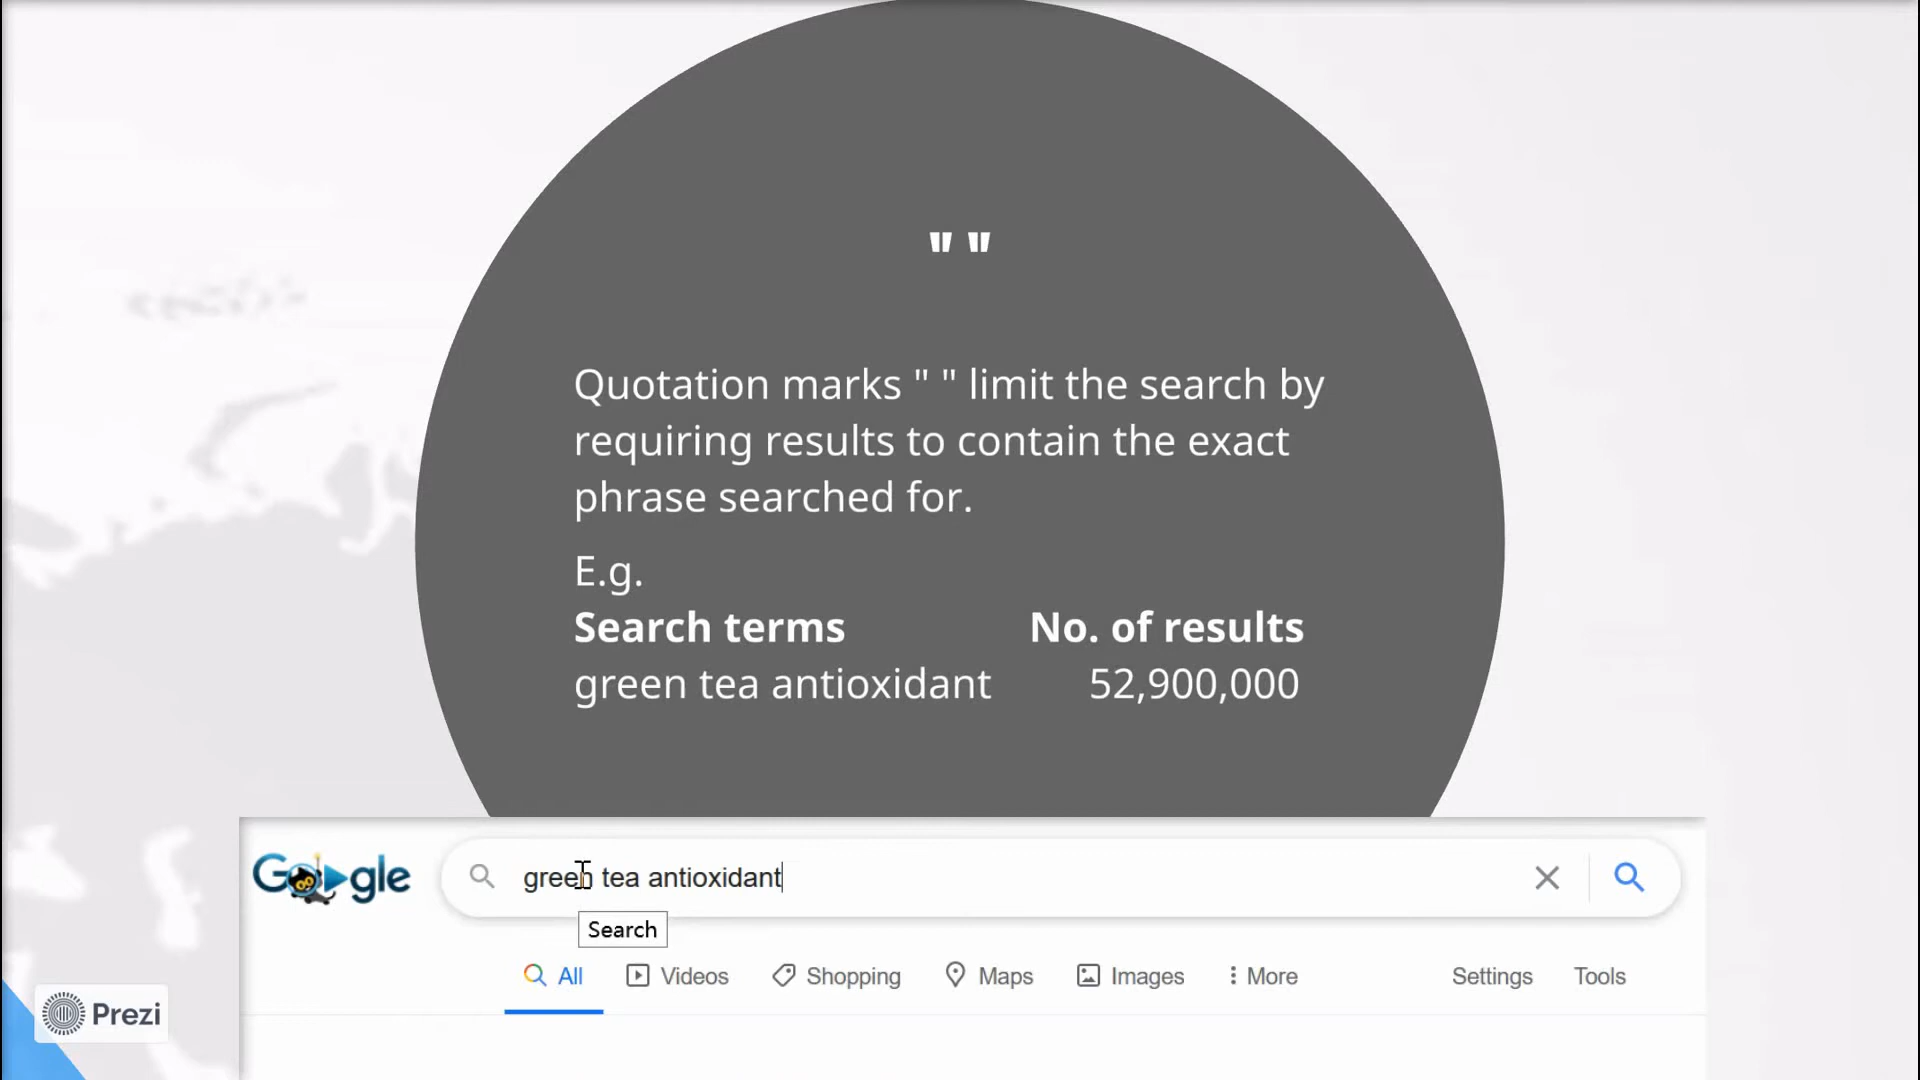 " "
Quotation marks " " limit the search by
requiring results to contain the exact
phrase searched for.
E.g.
Search terms No. of results
green tea antioxidant 52,900,000
Google green tea antioxidant
Search
All Videos Shopping Maps Images More Settings Tools
Prezi